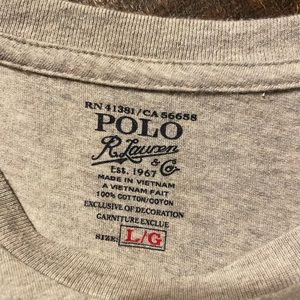 RN 41381/CA 56658
POLO
R. Lauren
& Co
EST. 1967
MADE IN VIETNAM
A VIETNAM FAIT
100% COTTON/COTON
EXCLUSIVE OF DECORATION
GARNITURE EXCLUE
SIZE: L/G